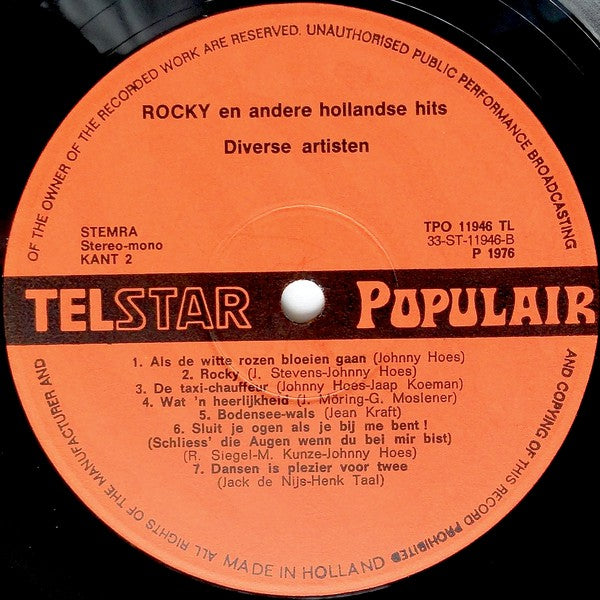 ALL RIGHTS OF THE MANUFACTURER AND OF THE OWNER OF THE RECORDED WORK ARE RESERVED. UNAUTHORISED PUBLIC PERFORMANCE BROADCASTING AND COPYING OF THIS RECORD PROHIBITED
ROCKY en andere hollandse hits
Diverse artisten
STEMRA
Stereo-mono
KANT 2
TPO 11946 TL
33-ST-11946-B
P 1976
TELSTAR POPULAIR
1. Als de witte rozen bloeien gaan (Johnny Hoes)
2. Rocky (J. Stevens-Johnny Hoes)
3. De taxi-chauffeur (Johnny Hoes-Jaap Koeman)
4. Wat 'n heerlijkheid (J. Möring-G. Moslener)
5. Bodensee-wals (Jean Kraft)
6. Sluit je ogen als je bij me bent !
(Schliess' die Augen wenn du bei mir bist)
(R. Siegel-M. Kunze-Johnny Hoes)
7. Dansen is plezier voor twee
(Jack de Nijs-Henk Taal)
MADE IN HOLLAND